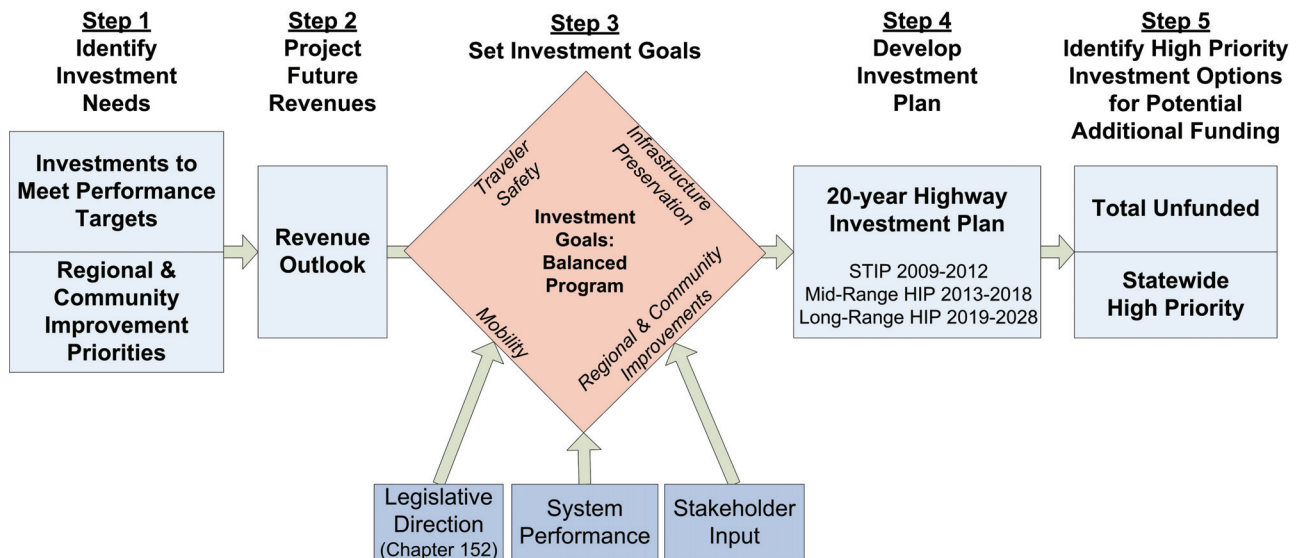 Step 1
Identify
Investment
Needs
Step 2
Project
Future
Revenues
Step 3
Set Investment Goals
Step 4
Develop
Investment
Plan
Step 5
Identify High Priority
Investment Options
for Potential
Additional Funding
Investments to
Meet Performance
Targets
Regional &
Community
Improvement
Priorities
Revenue
Outlook
Traveler
Safety
Infrastructure
Preservation
Investment
Goals:
Balanced
Program
Mobility
Regional & Community
Improvements
20-year Highway
Investment Plan
STIP 2009-2012
Mid-Range HIP 2013-2018
Long-Range HIP 2019-2028
Total Unfunded
Statewide
High Priority
Legislative
Direction
(Chapter 152)
System
Performance
Stakeholder
Input